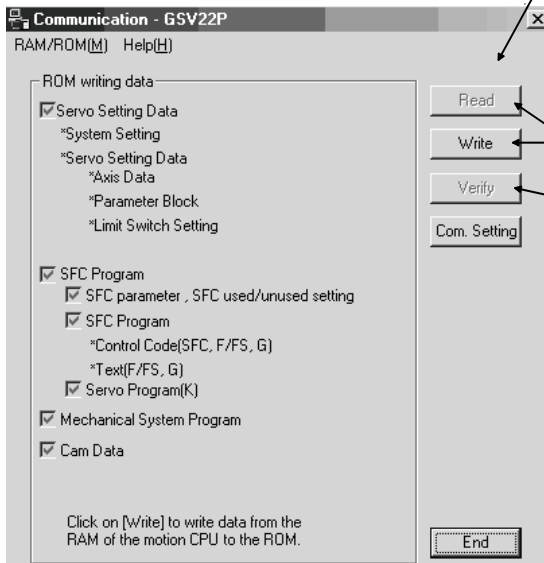 Communication - GSV22P
RAM/ROM(M) Help(H)
ROM writing data
Servo Setting Data
*System Setting
*Servo Setting Data
*Axis Data
*Parameter Block
*Limit Switch Setting
SFC Program
SFC parameter , SFC used/unused setting
SFC Program
*Control Code(SFC, F/FS, G)
*Text(F/FS, G)
Servo Program(K)
Mechanical System Program
Cam Data
Click on [Write] to write data from the
RAM of the motion CPU to the ROM.
Read
Write
Verify
Com. Setting
End